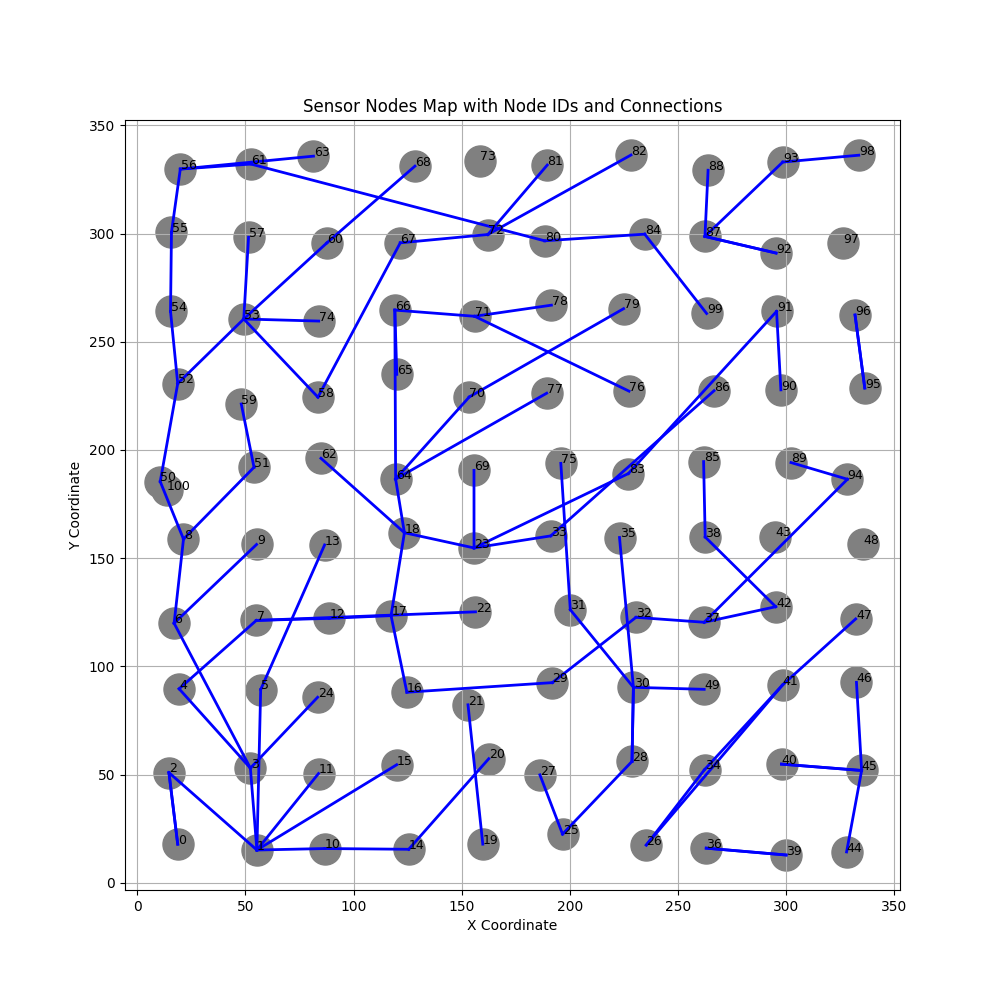 Sensor Nodes Map with Node IDs and Connections
350
300
250
200
150
100
50
0
Y Coordinate
0 50 100 150 200 250 300 350
X Coordinate
56 61 63 68 73 81 82 88 93 98
55 57 60 67 72 80 84 87 92 97
54 53 74 66 71 78 79 99 91 96
52 59 58 65 70 77 76 86 90 95
50 100 51 62 64 69 75 83 85 89 94
8 9 13 18 23 33 35 38 43 48
6 7 12 17 22 31 32 37 42 47
4 5 24 16 21 29 30 49 41 46
2 3 11 15 20 27 28 34 40 45
0 1 10 14 19 25 26 36 39 44